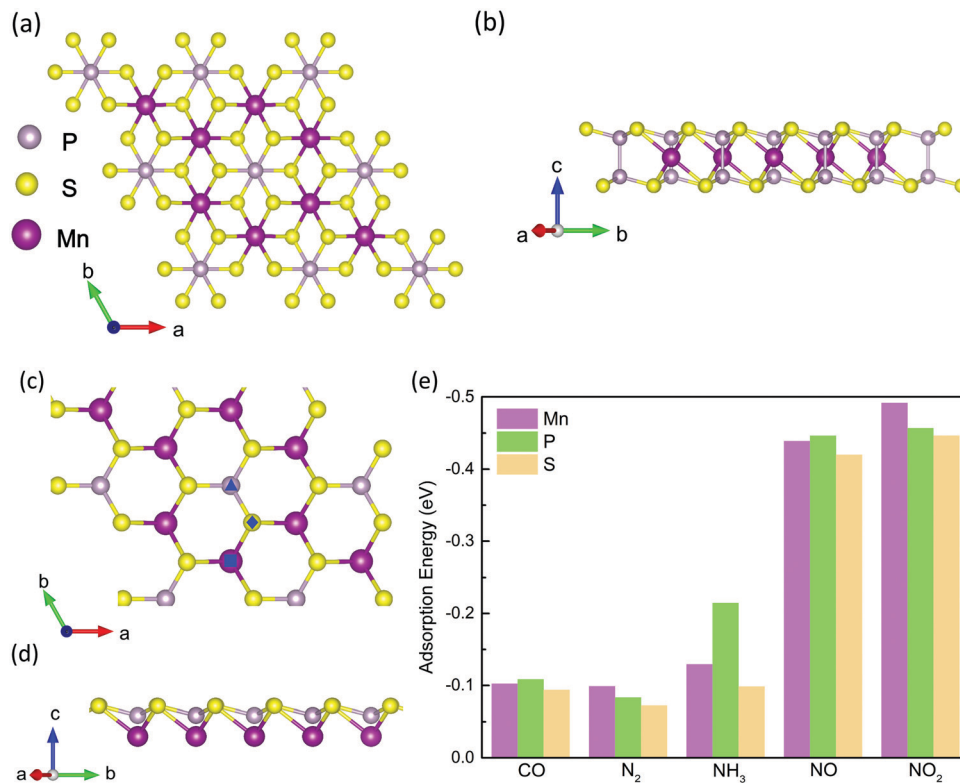 (a)
P
S
Mn
b
a
(b)
c
a
b
(c)
b
a
(d)
c
a
b
(e)
Adsorption Energy (eV)
-0.5
-0.4
-0.3
-0.2
-0.1
0.0
Mn
P
S
CO
N₂
NH₃
NO
NO₂